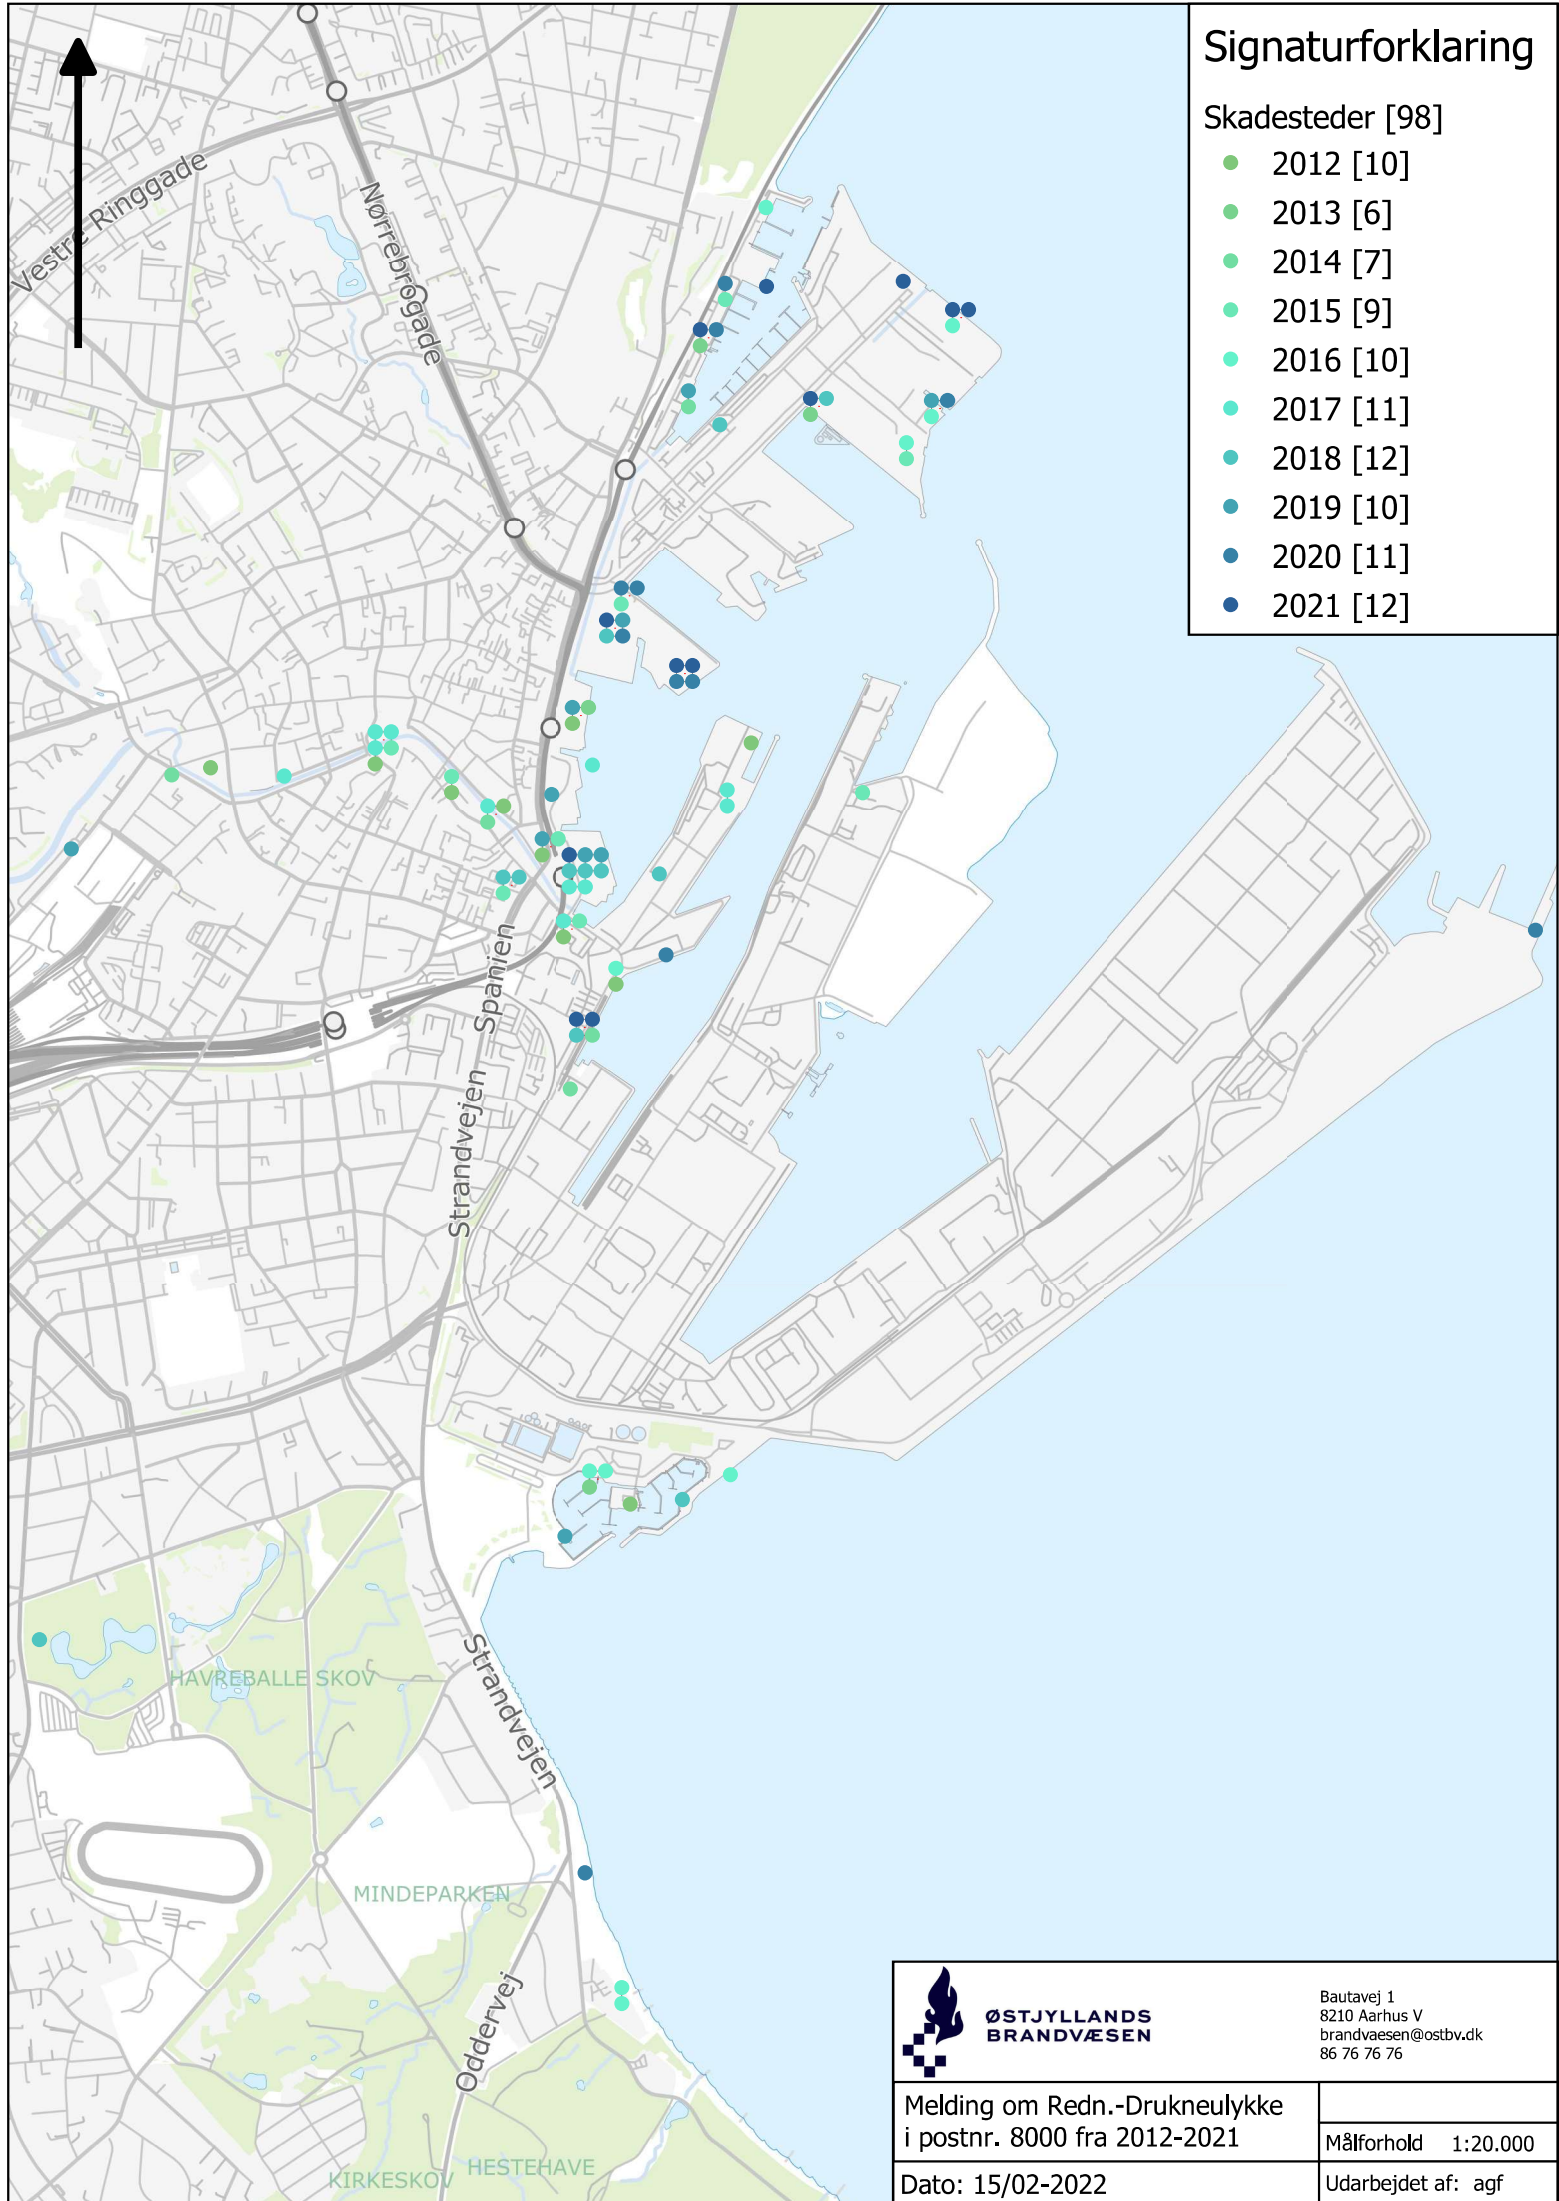 Signaturforklaring
Skadesteder [98]
2012 [10]
2013 [6]
2014 [7]
2015 [9]
2016 [10]
2017 [11]
2018 [12]
2019 [10]
2020 [11]
2021 [12]
Vestre Ringgade
Nørrebrogade
Spanien
Strandvejen
Strandvejen
HAVREBALLE SKOV
MINDEPARKEN
Oddervej
KIRKESKOV
HESTEHAVE
ØSTJYLLANDS
BRANDVÆSEN
Bautavej 1
8210 Aarhus V
brandvaesen@ostbv.dk
86 76 76 76
Melding om Redn.-Drukneulykke
i postnr. 8000 fra 2012-2021
Målforhold 1:20.000
Dato: 15/02-2022
Udarbejdet af: agf